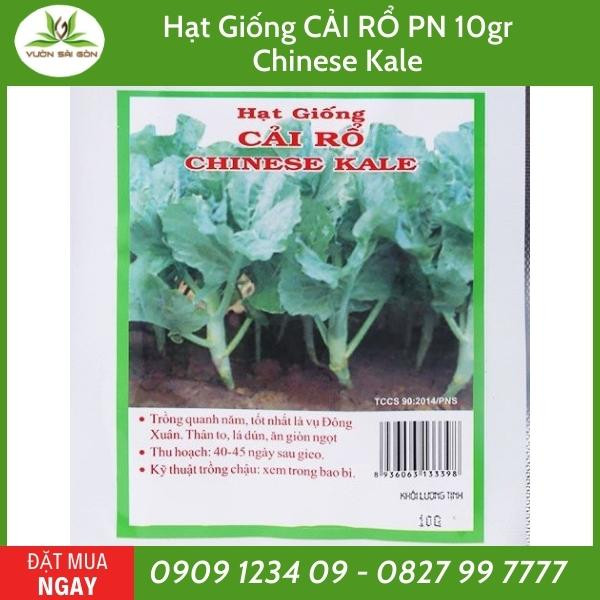 VƯỜN SÀI GÒN
Hạt Giống CẢI RỔ PN 10gr
Chinese Kale
Hạt Giống
CẢI RỔ
CHINESE KALE
TCCS 90:2014/PNS
• Trồng quanh năm, tốt nhất là vụ Đông
Xuân. Thân to, lá dún, ăn giòn ngọt
• Thu hoạch: 40-45 ngày sau gieo.
• Kỹ thuật trồng chậu: xem trong bao bì.
8 936063 133398
KHỐI LƯỢNG TỊNH
10G
ĐẶT MUA
NGAY
0909 1234 09 - 0827 99 7777